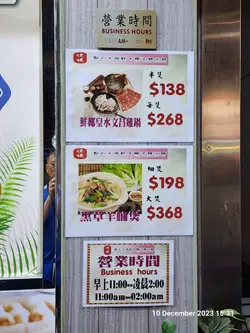 營業時間
BUSINESS HOURS
半隻
$138
每隻
$268
鮮椰皇水文昌雞鍋
細煲
$198
大煲
$368
黑草羊腩煲
營業時間
Business hours
早上11:00-凌晨2:00
11:00am-02:00am
10 December 2023 18:31